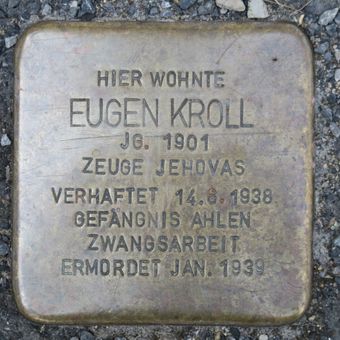 HIER WOHNTE
EUGEN KROLL
JG. 1901
ZEUGE JEHOVAS
VERHAFTET 14.6.1938
GEFÄNGNIS AHLEN
ZWANGSARBEIT
ERMORDET JAN. 1939